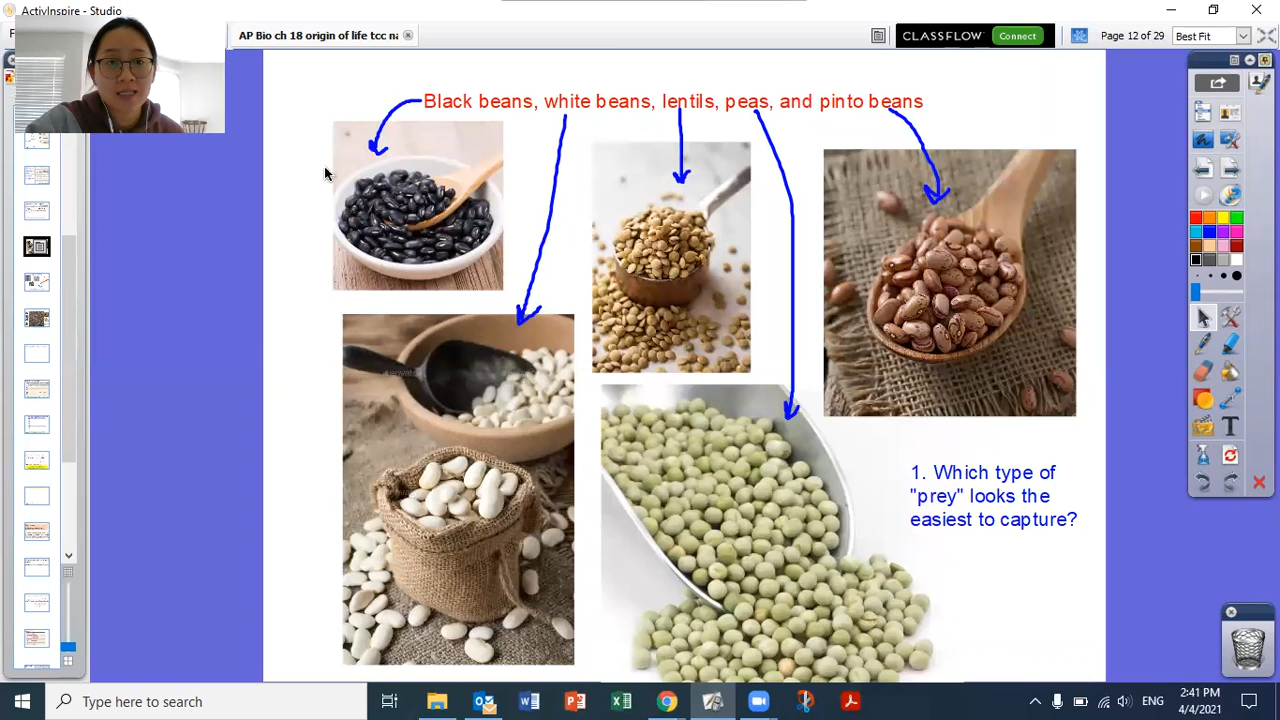 ActivInspire - Studio
AP Bio ch 18 origin of life tcc na
CLASSFLOW
Connect
Page 12 of 29
Best Fit
Black beans, white beans, lentils, peas, and pinto beans
1. Which type of
"prey" looks the
easiest to capture?
Type here to search
ENG
2:41 PM
4/4/2021